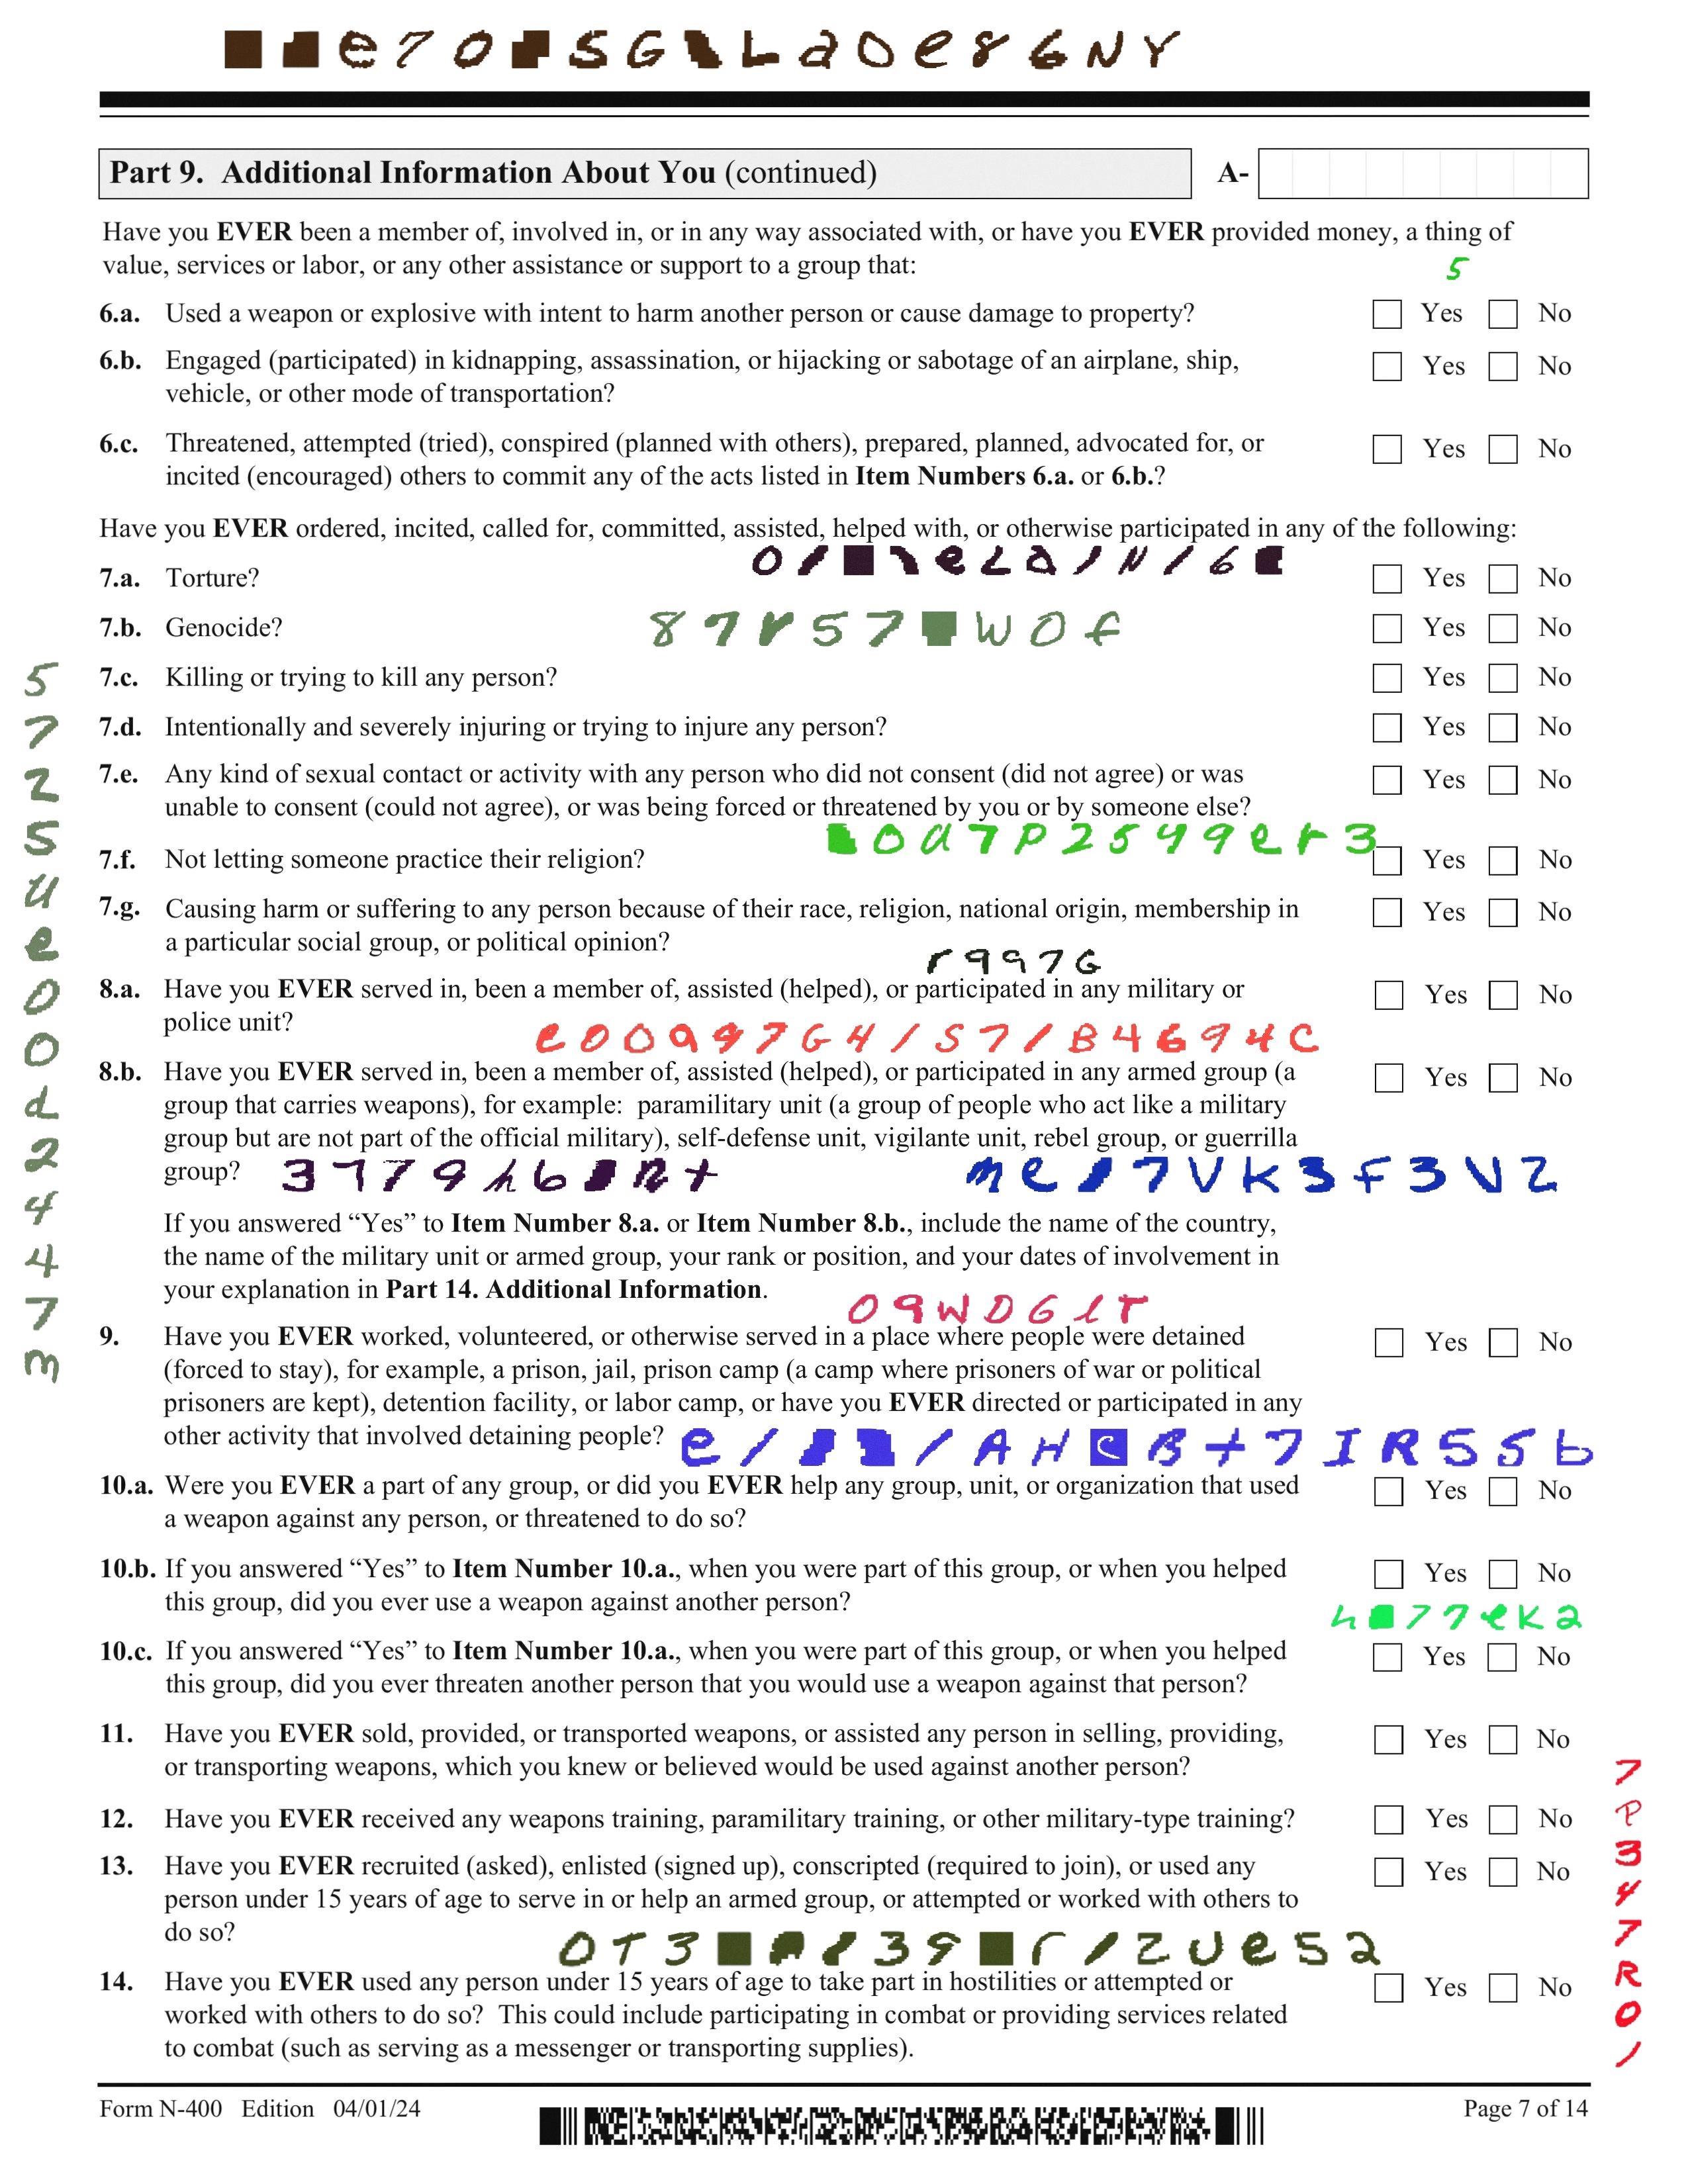 Part 9. Additional Information About You (continued)
A-
Have you EVER been a member of, involved in, or in any way associated with, or have you EVER provided money, a thing of
value, services or labor, or any other assistance or support to a group that:
5
6.a. Used a weapon or explosive with intent to harm another person or cause damage to property? Yes No
6.b. Engaged (participated) in kidnapping, assassination, or hijacking or sabotage of an airplane, ship,
vehicle, or other mode of transportation? Yes No
6.c. Threatened, attempted (tried), conspired (planned with others), prepared, planned, advocated for, or
incited (encouraged) others to commit any of the acts listed in Item Numbers 6.a. or 6.b.? Yes No
Have you EVER ordered, incited, called for, committed, assisted, helped with, or otherwise participated in any of the following:
7.a. Torture? Yes No
7.b. Genocide? Yes No
7.c. Killing or trying to kill any person? Yes No
7.d. Intentionally and severely injuring or trying to injure any person? Yes No
7.e. Any kind of sexual contact or activity with any person who did not consent (did not agree) or was
unable to consent (could not agree), or was being forced or threatened by you or by someone else? Yes No
7.f. Not letting someone practice their religion? Yes No
7.g. Causing harm or suffering to any person because of their race, religion, national origin, membership in
a particular social group, or political opinion? Yes No
r997G
8.a. Have you EVER served in, been a member of, assisted (helped), or participated in any military or
police unit? Yes No
8.b. Have you EVER served in, been a member of, assisted (helped), or participated in any armed group (a
group that carries weapons), for example: paramilitary unit (a group of people who act like a military
group but are not part of the official military), self-defense unit, vigilante unit, rebel group, or guerrilla
group? Yes No
If you answered “Yes” to Item Number 8.a. or Item Number 8.b., include the name of the country,
the name of the military unit or armed group, your rank or position, and your dates of involvement in
your explanation in Part 14. Additional Information.
09WDGlT
9. Have you EVER worked, volunteered, or otherwise served in a place where people were detained
(forced to stay), for example, a prison, jail, prison camp (a camp where prisoners of war or political
prisoners are kept), detention facility, or labor camp, or have you EVER directed or participated in any
other activity that involved detaining people? Yes No
10.a. Were you EVER a part of any group, or did you EVER help any group, unit, or organization that used
a weapon against any person, or threatened to do so? Yes No
10.b. If you answered “Yes” to Item Number 10.a., when you were part of this group, or when you helped
this group, did you ever use a weapon against another person? Yes No
10.c. If you answered “Yes” to Item Number 10.a., when you were part of this group, or when you helped
this group, did you ever threaten another person that you would use a weapon against that person? Yes No
11. Have you EVER sold, provided, or transported weapons, or assisted any person in selling, providing,
or transporting weapons, which you knew or believed would be used against another person? Yes No
12. Have you EVER received any weapons training, paramilitary training, or other military-type training? Yes No
13. Have you EVER recruited (asked), enlisted (signed up), conscripted (required to join), or used any
person under 15 years of age to serve in or help an armed group, or attempted or worked with others to
do so? Yes No
14. Have you EVER used any person under 15 years of age to take part in hostilities or attempted or
worked with others to do so? This could include participating in combat or providing services related
to combat (such as serving as a messenger or transporting supplies). Yes No
Form N-400 Edition 04/01/24 Page 7 of 14